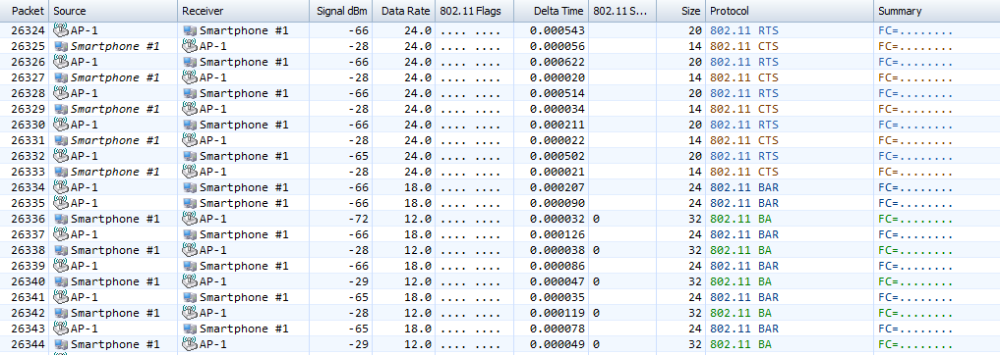 Packet Source Receiver Signal dBm Data Rate 802.11 Flags Delta Time 802.11 S... Size Protocol Summary
26324 AP-1 Smartphone #1 -66 24.0 .... .... 0.000543 20 802.11 RTS FC=........
26325 Smartphone #1 AP-1 -28 24.0 .... .... 0.000056 14 802.11 CTS FC=........
26326 AP-1 Smartphone #1 -66 24.0 .... .... 0.000622 20 802.11 RTS FC=........
26327 Smartphone #1 AP-1 -28 24.0 .... .... 0.000020 14 802.11 CTS FC=........
26328 AP-1 Smartphone #1 -66 24.0 .... .... 0.000514 20 802.11 RTS FC=........
26329 Smartphone #1 AP-1 -28 24.0 .... .... 0.000034 14 802.11 CTS FC=........
26330 AP-1 Smartphone #1 -66 24.0 .... .... 0.000211 20 802.11 RTS FC=........
26331 Smartphone #1 AP-1 -28 24.0 .... .... 0.000022 14 802.11 CTS FC=........
26332 AP-1 Smartphone #1 -65 24.0 .... .... 0.000502 20 802.11 RTS FC=........
26333 Smartphone #1 AP-1 -28 24.0 .... .... 0.000021 14 802.11 CTS FC=........
26334 AP-1 Smartphone #1 -66 18.0 .... .... 0.000207 24 802.11 BAR FC=........
26335 AP-1 Smartphone #1 -66 18.0 .... .... 0.000090 24 802.11 BAR FC=........
26336 Smartphone #1 AP-1 -72 12.0 .... .... 0.000032 0 32 802.11 BA FC=........
26337 AP-1 Smartphone #1 -66 18.0 .... .... 0.000126 24 802.11 BAR FC=........
26338 Smartphone #1 AP-1 -28 12.0 .... .... 0.000038 0 32 802.11 BA FC=........
26339 AP-1 Smartphone #1 -66 18.0 .... .... 0.000086 24 802.11 BAR FC=........
26340 Smartphone #1 AP-1 -29 12.0 .... .... 0.000047 0 32 802.11 BA FC=........
26341 AP-1 Smartphone #1 -65 18.0 .... .... 0.000035 24 802.11 BAR FC=........
26342 Smartphone #1 AP-1 -28 12.0 .... .... 0.000119 0 32 802.11 BA FC=........
26343 AP-1 Smartphone #1 -65 18.0 .... .... 0.000078 24 802.11 BAR FC=........
26344 Smartphone #1 AP-1 -29 12.0 .... .... 0.000049 0 32 802.11 BA FC=........